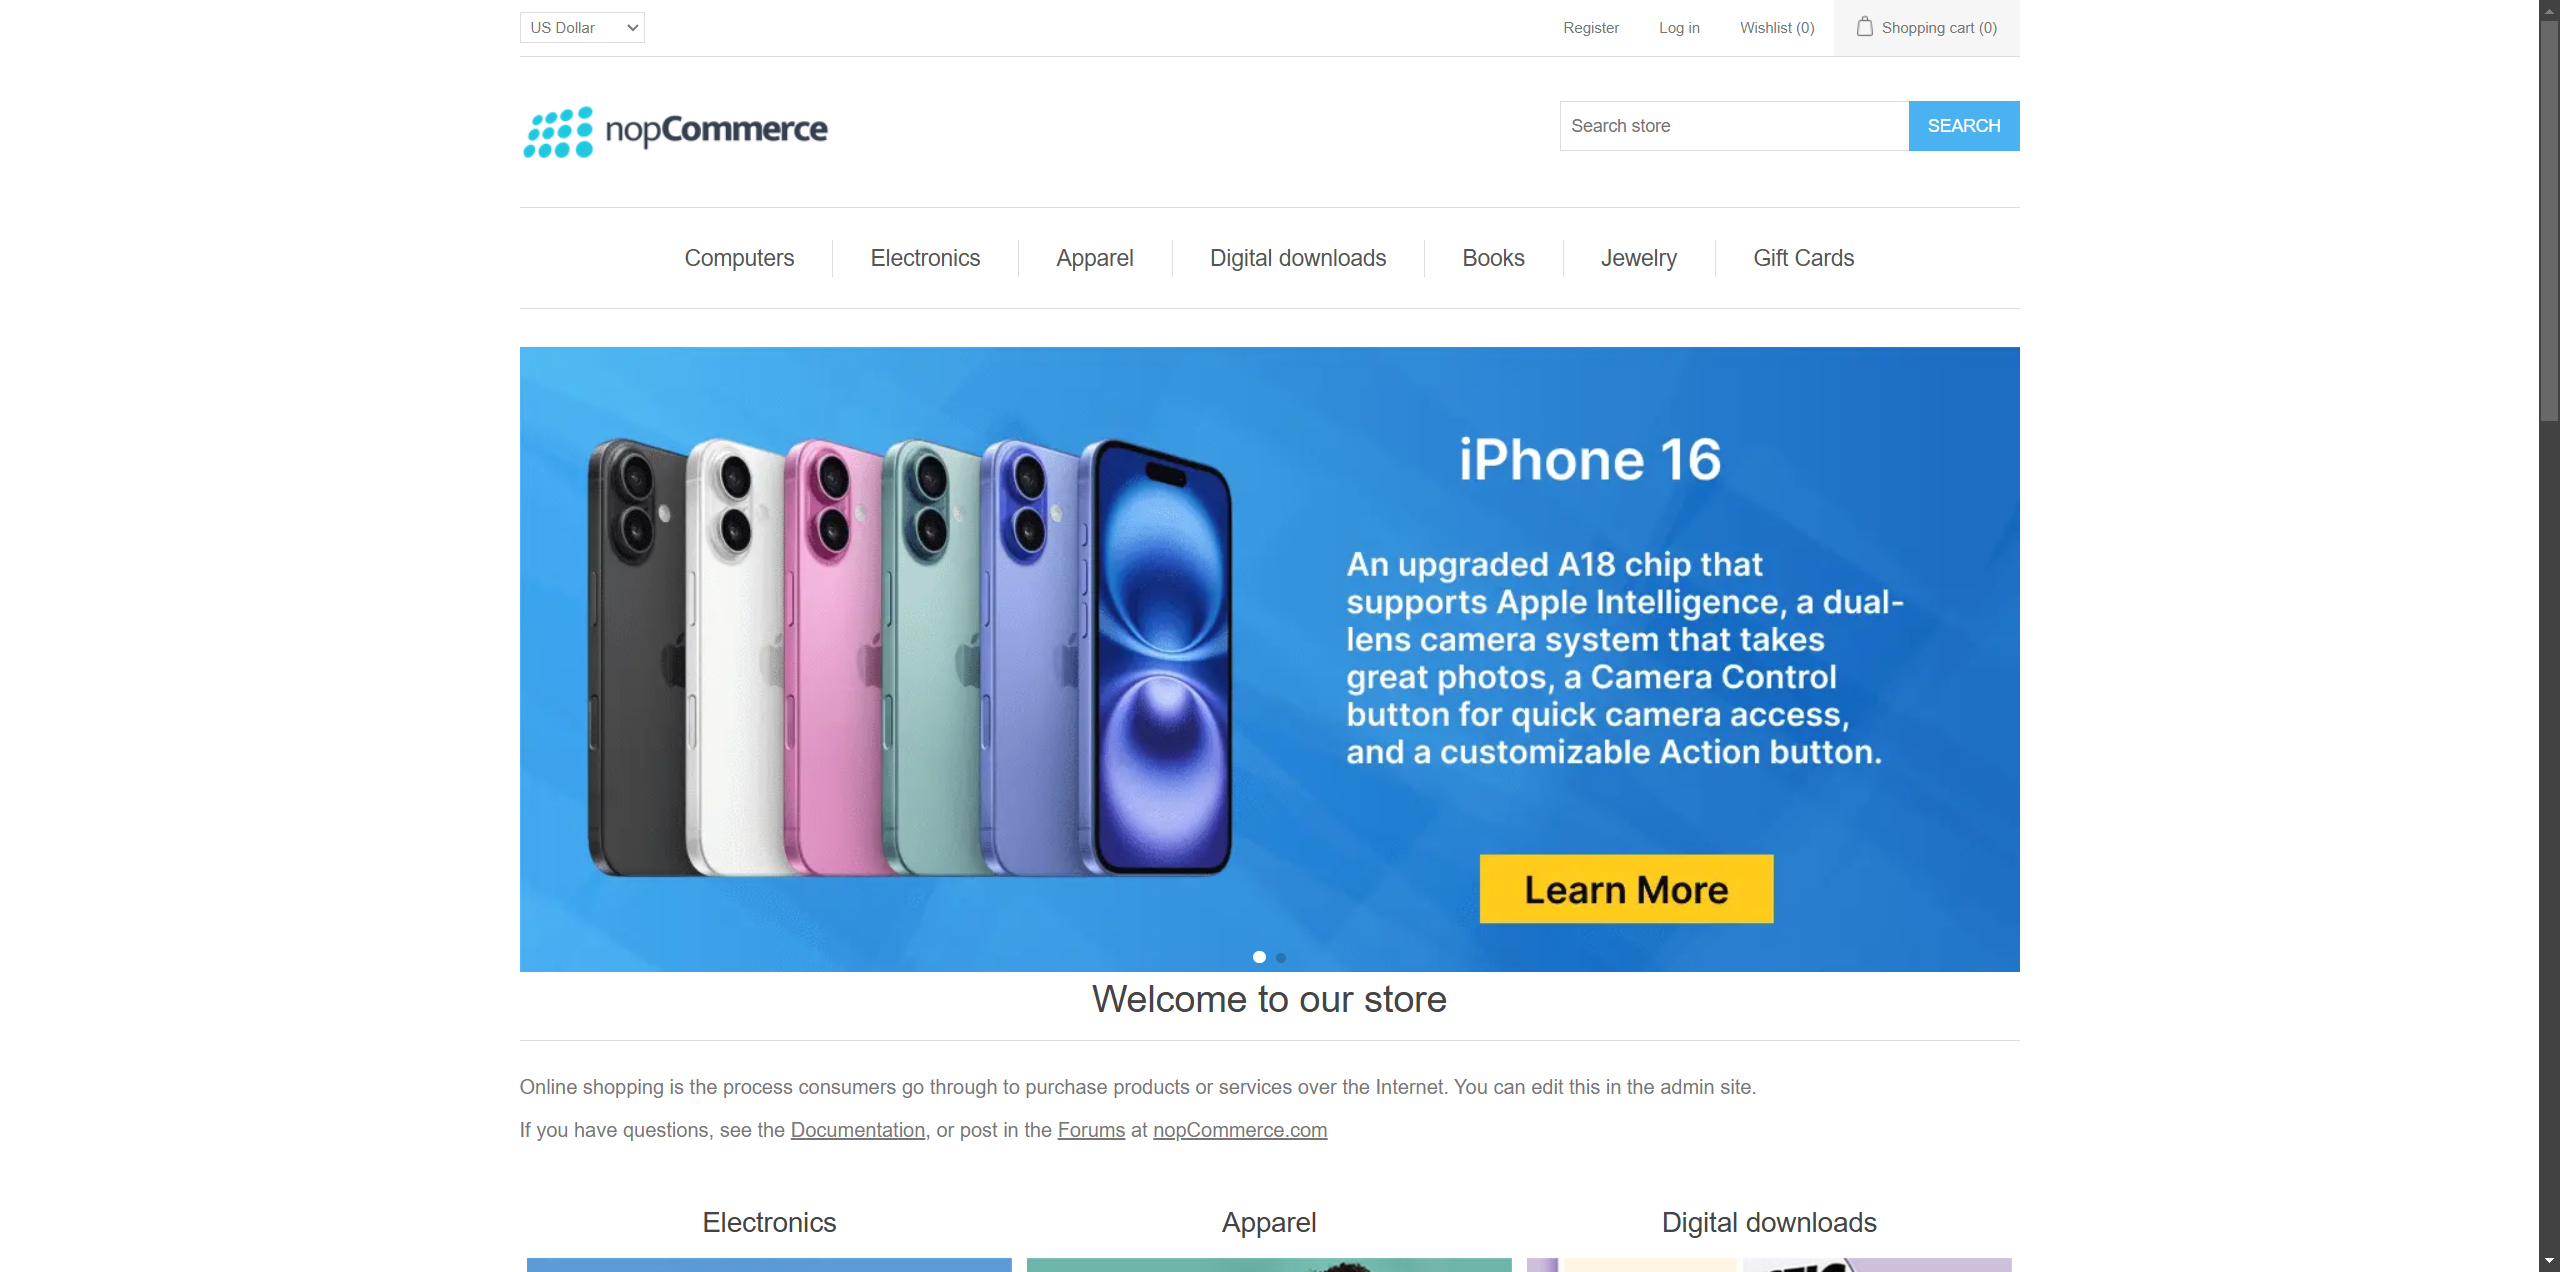 US Dollar
Register
Log in
Wishlist (0)
Shopping cart (0)
nopCommerce
Search store
SEARCH
Computers
Electronics
Apparel
Digital downloads
Books
Jewelry
Gift Cards
iPhone 16
An upgraded A18 chip that
supports Apple Intelligence, a dual-
lens camera system that takes
great photos, a Camera Control
button for quick camera access,
and a customizable Action button.
Learn More
Welcome to our store
Online shopping is the process consumers go through to purchase products or services over the Internet. You can edit this in the admin site.
If you have questions, see the Documentation, or post in the Forums at nopCommerce.com
Electronics
Apparel
Digital downloads